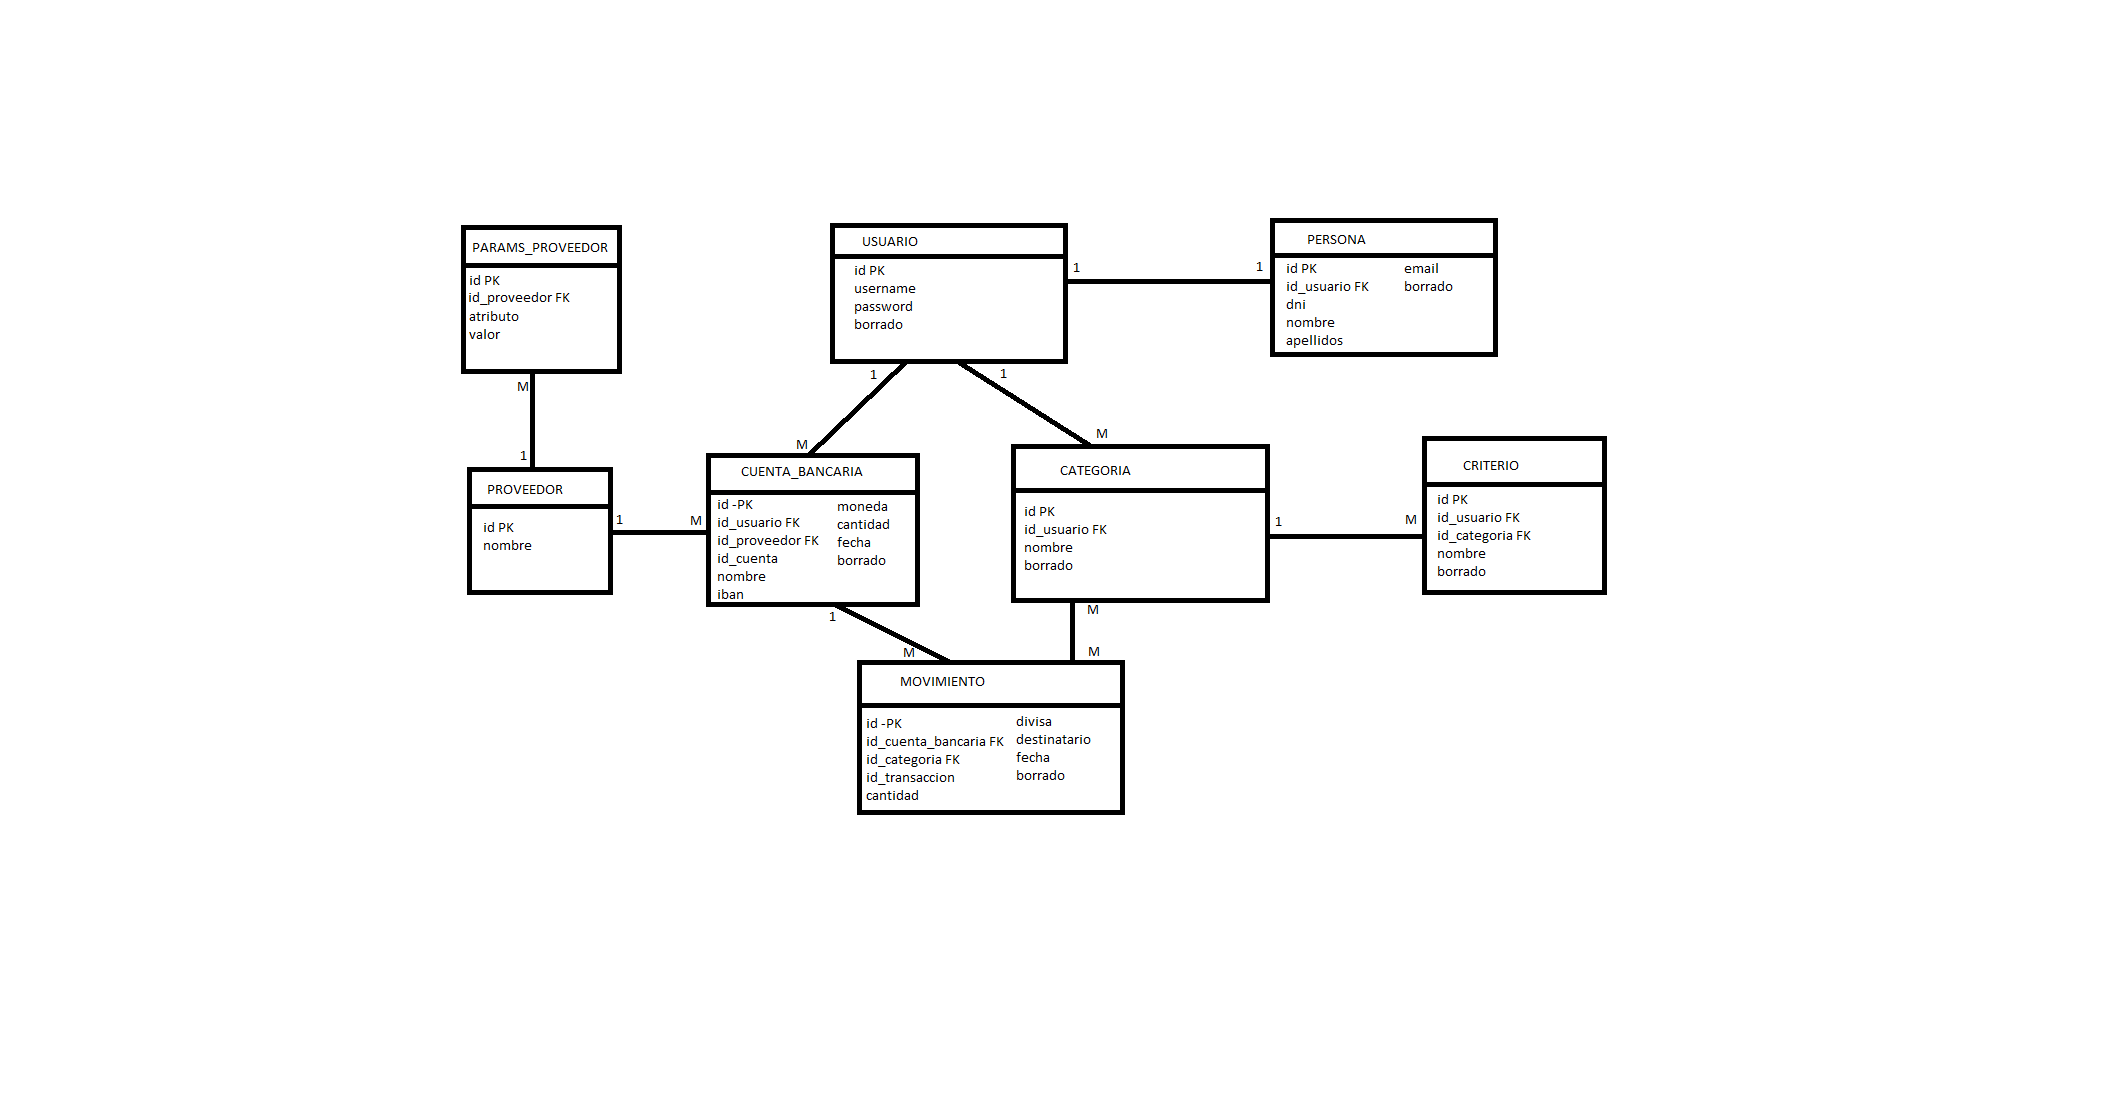 PARAMS_PROVEEDOR
id PK
id_proveedor FK
atributo
valor
M
1
PROVEEDOR
id PK
nombre
1
M
USUARIO
id PK
username
password
borrado
1
1
PERSONA
id PK
id_usuario FK
dni
nombre
apellidos
email
borrado
1
M
1
M
CUENTA_BANCARIA
id -PK
id_usuario FK
id_proveedor FK
id_cuenta
nombre
iban
moneda
cantidad
fecha
borrado
CATEGORIA
id PK
id_usuario FK
nombre
borrado
1
M
CRITERIO
id PK
id_usuario FK
id_categoria FK
nombre
borrado
1
M
M
M
MOVIMIENTO
id -PK
id_cuenta_bancaria FK
id_categoria FK
id_transaccion
cantidad
divisa
destinatario
fecha
borrado